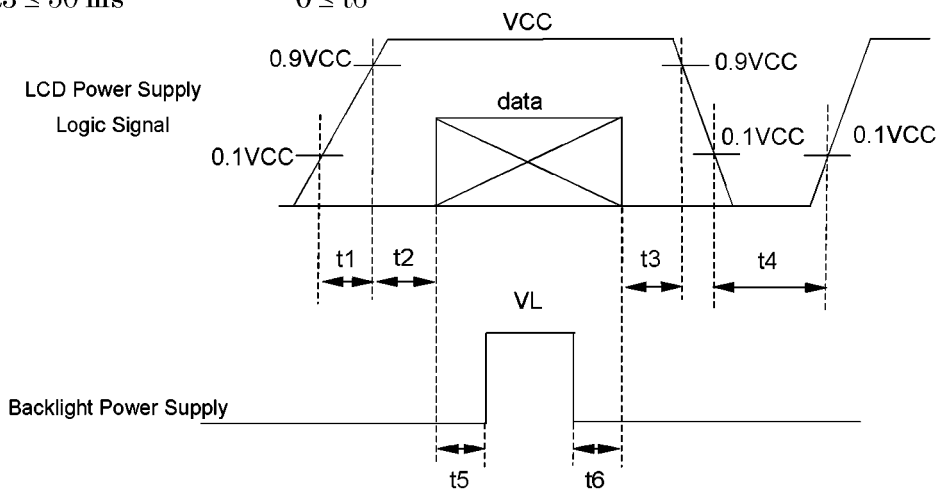 0.9VCC
VCC
0.9VCC
LCD Power Supply
Logic Signal
data
0.1VCC
0.1VCC
0.1VCC
t1
t2
t3
t4
VL
Backlight Power Supply
t5
t6